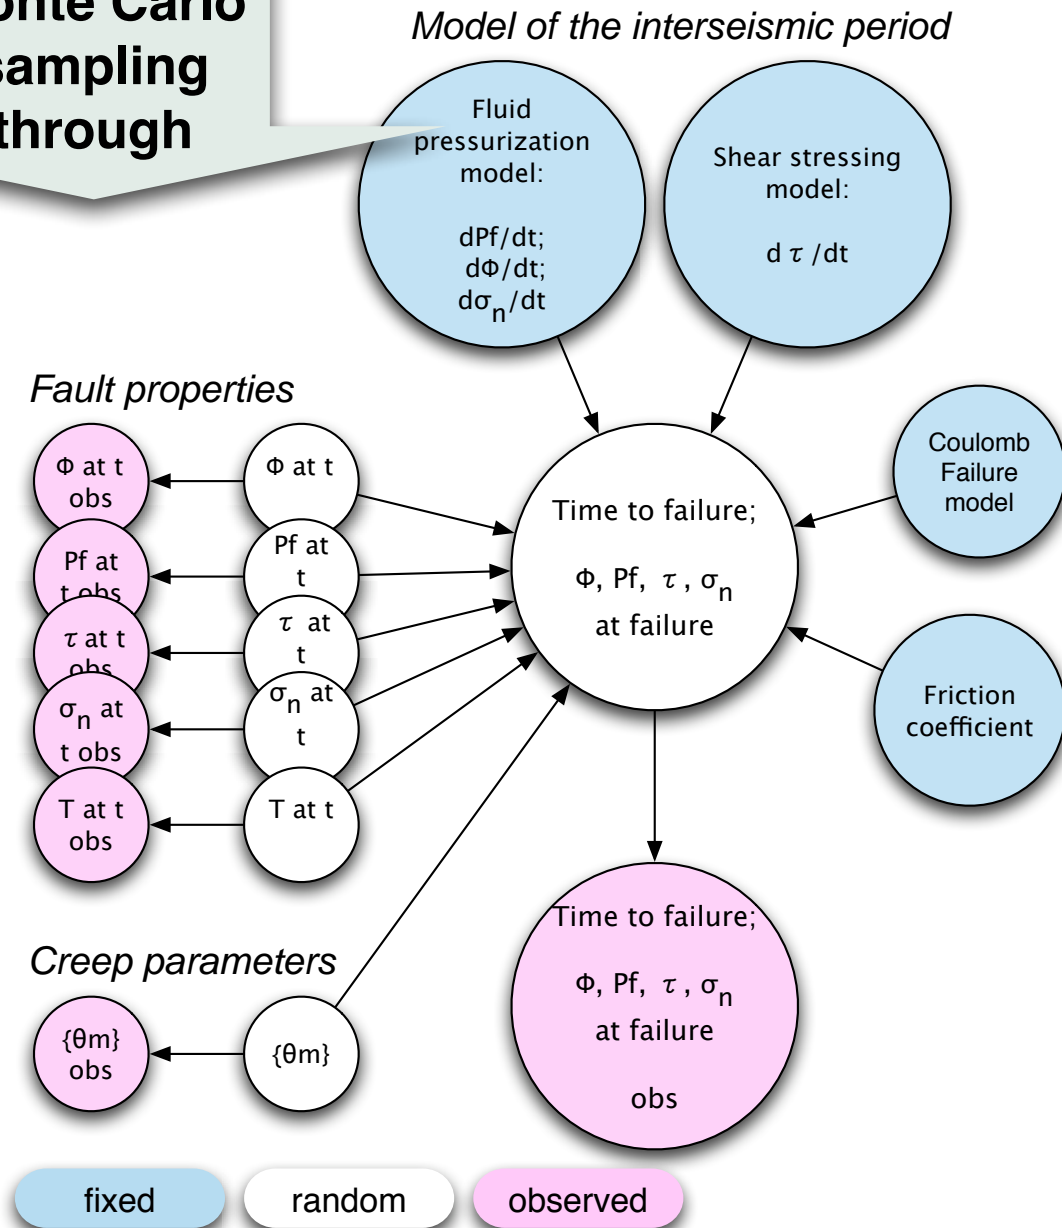 Carlo
sampling
through
Model of the interseismic period
Fluid
pressurization
model:
dPf/dt;
dΦ/dt;
dσn/dt
Shear stressing
model:
d τ /dt
Fault properties
Φ at t
obs
Φ at t
Pf at
t obs
Pf at
t
τ at t
obs
τ at
t
σn at
t obs
σn at
t
T at t
obs
T at t
Time to failure;
Φ, Pf, τ , σn
at failure
Coulomb
Failure
model
Friction
coefficient
Creep parameters
{θm}
obs
{θm}
Time to failure;
Φ, Pf, τ , σn
at failure
obs
fixed
random
observed